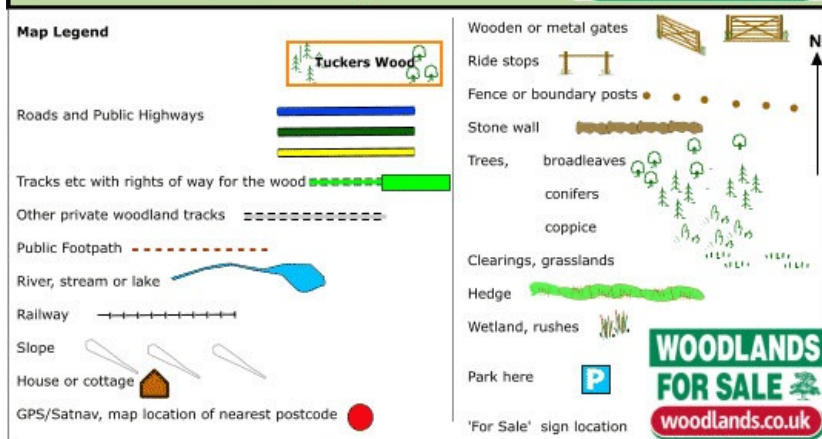 Map Legend
Tuckers Wood
Roads and Public Highways
Tracks etc with rights of way for the wood
Other private woodland tracks
Public Footpath
River, stream or lake
Railway
Slope
House or cottage
GPS/Satnav, map location of nearest postcode
Wooden or metal gates
N
Ride stops
Fence or boundary posts
Stone wall
Trees, broadleaves
conifers
coppice
Clearings, grasslands
Hedge
Wetland, rushes
Park here P
'For Sale' sign location
WOODLANDS
FOR SALE
woodlands.co.uk